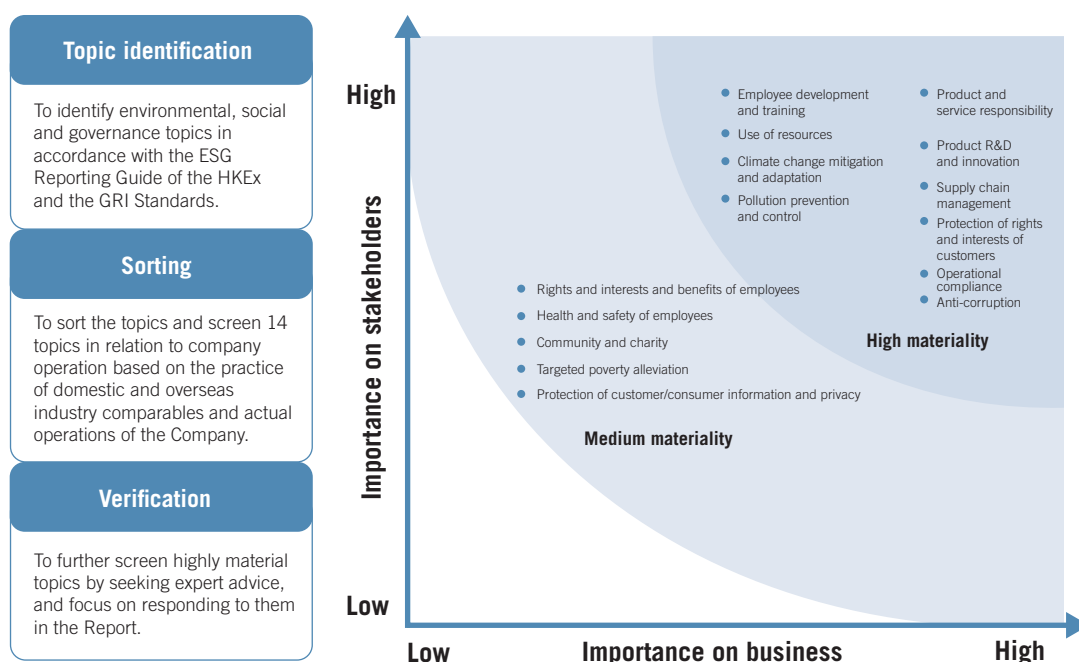 Topic identification
To identify environmental, social
and governance topics in
accordance with the ESG
Reporting Guide of the HKEx
and the GRI Standards.
Sorting
To sort the topics and screen 14
topics in relation to company
operation based on the practice
of domestic and overseas
industry comparables and actual
operations of the Company.
Verification
To further screen highly material
topics by seeking expert advice,
and focus on responding to them
in the Report.
High
Importance on stakeholders
Low
Employee development
and training
Use of resources
Climate change mitigation
and adaptation
Pollution prevention
and control
Product and
service responsibility
Product R&D
and innovation
Supply chain
management
Protection of rights
and interests of
customers
Operational
compliance
Anti-corruption
High materiality
Rights and interests and benefits of employees
Health and safety of employees
Community and charity
Targeted poverty alleviation
Protection of customer/consumer information and privacy
Medium materiality
Low
Importance on business
High